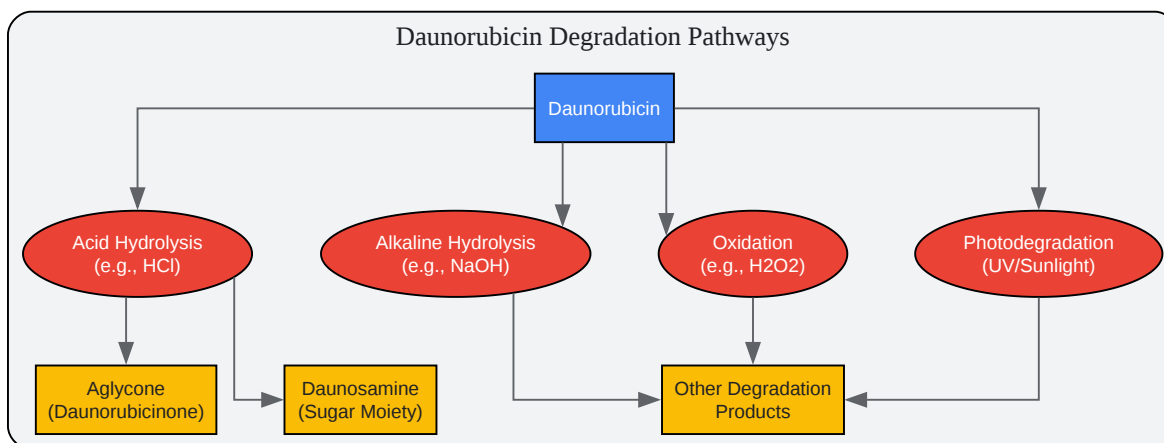 Daunorubicin Degradation Pathways
Daunorubicin
Acid Hydrolysis
(e.g., HCl)
Alkaline Hydrolysis
(e.g., NaOH)
Oxidation
(e.g., H2O2)
Photodegradation
(UV/Sunlight)
Aglycone
(Daunorubicinone)
Daunosamine
(Sugar Moiety)
Other Degradation
Products